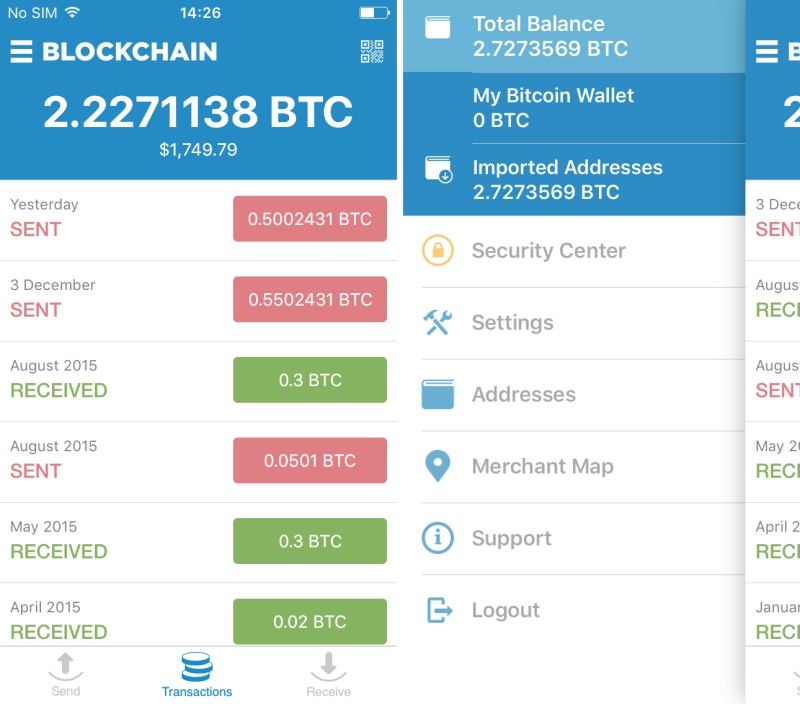 No SIM 14:26
BLOCKCHAIN
2.2271138 BTC
$1,749.79
Yesterday
SENT
0.5002431 BTC
3 December
SENT
0.5502431 BTC
August 2015
RECEIVED
0.3 BTC
August 2015
SENT
0.0501 BTC
May 2015
RECEIVED
0.3 BTC
April 2015
RECEIVED
0.02 BTC
Send
Transactions
Receive
Total Balance
2.7273569 BTC
My Bitcoin Wallet
0 BTC
Imported Addresses
2.7273569 BTC
Security Center
Settings
Addresses
Merchant Map
Support
Logout
B
2
3 Dece
SENT
Augus
RECE
Augus
SENT
May 20
RECE
April 2
RECE
Januar
RECE